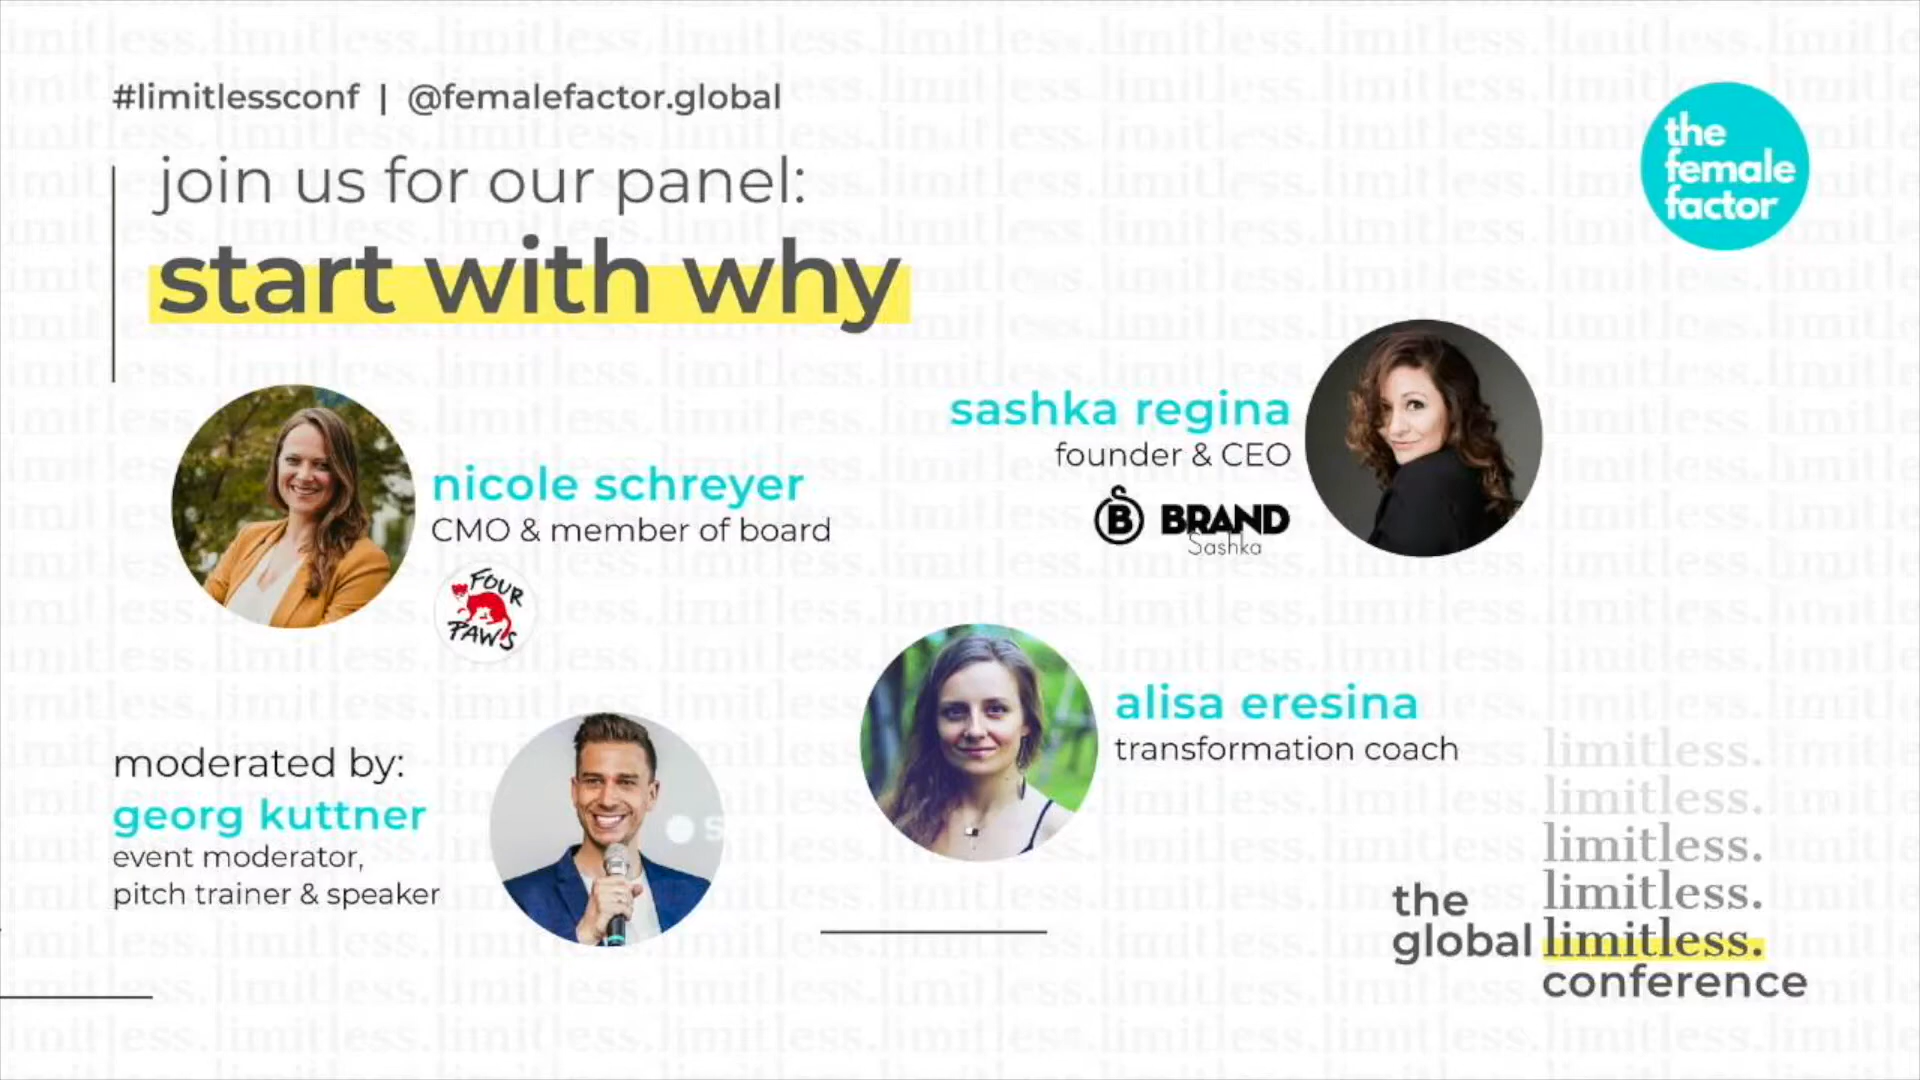 #limitlessconf | @femalefactor.global
the
female
factor
join us for our panel:
start with why
sashka regina
founder & CEO
B BRAND
Sashka
nicole schreyer
CMO & member of board
FOUR
PAWS
alisa eresina
transformation coach
moderated by:
georg kuttner
event moderator,
pitch trainer & speaker
limitless.
limitless.
limitless.
the limitless.
global limitless.
conference